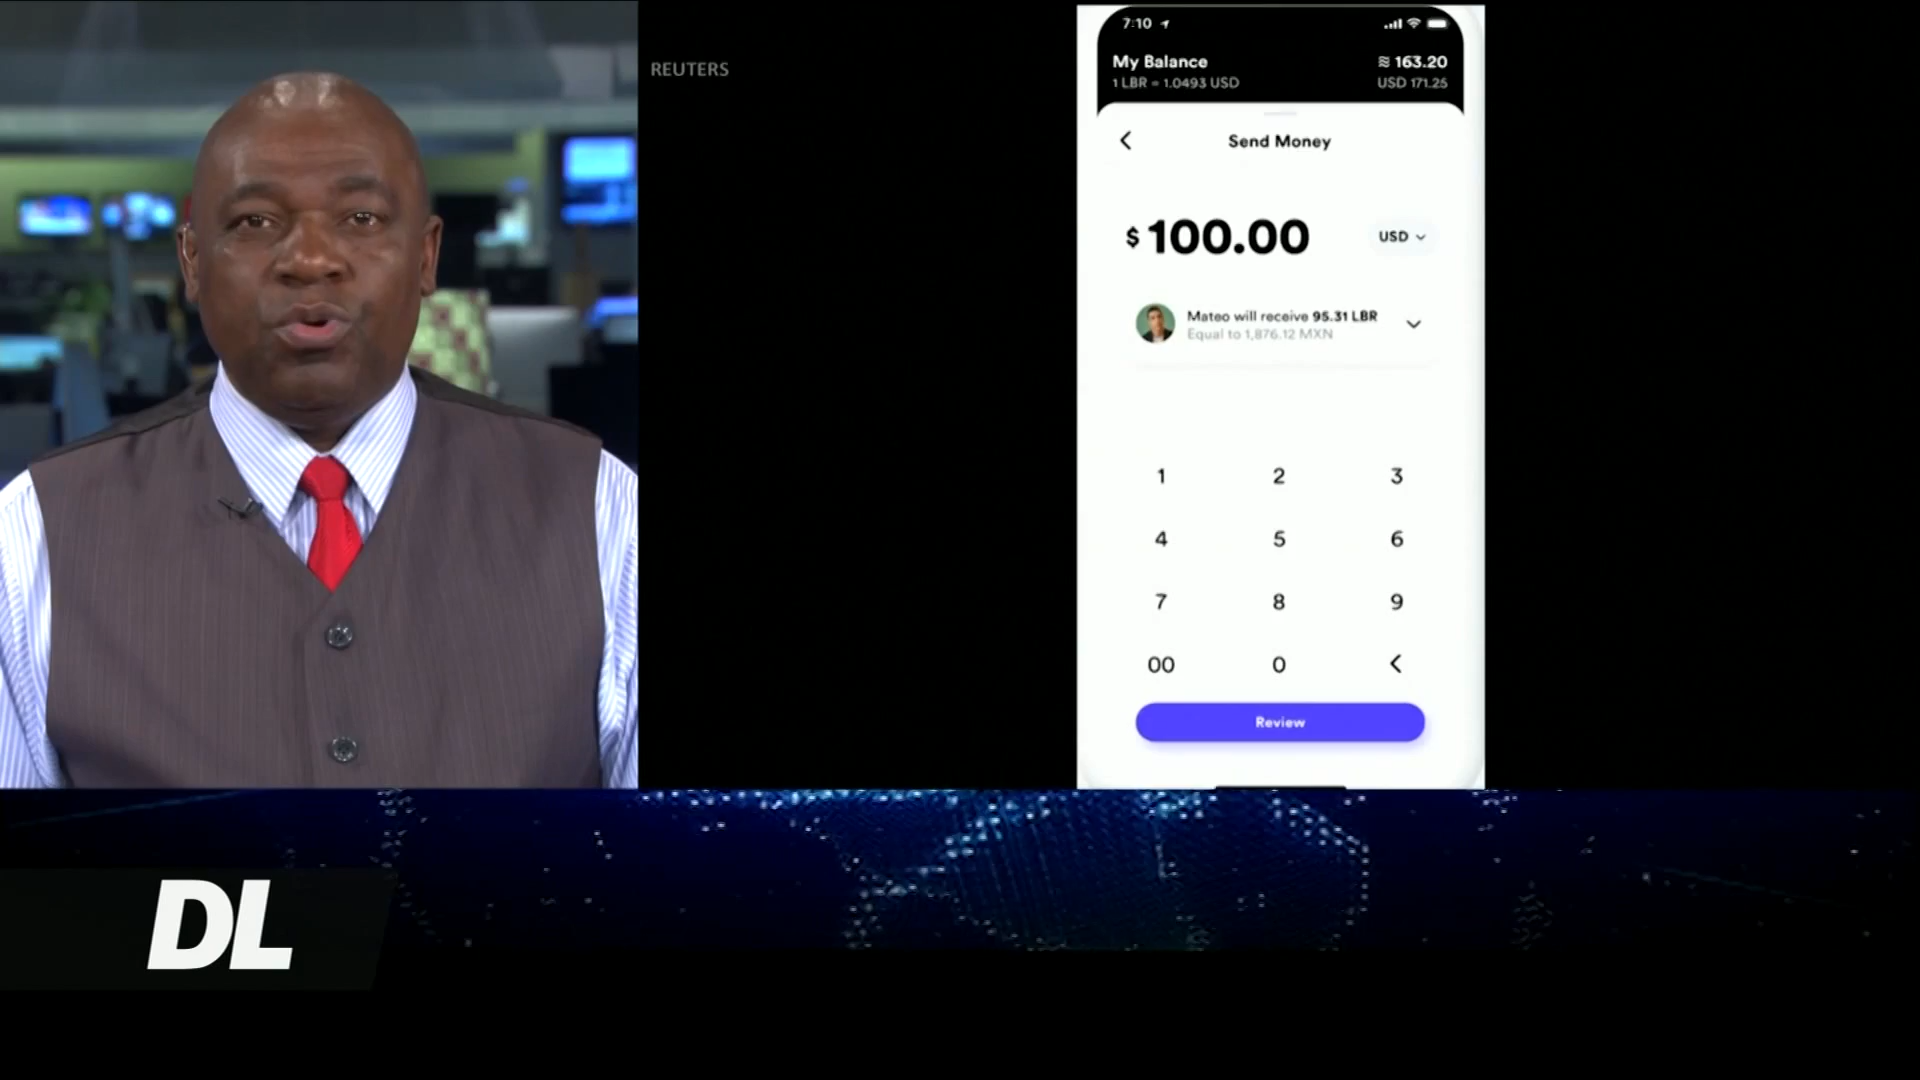 REUTERS
7:10
My Balance
≋ 163.20
1 LBR = 1.0493 USD
USD 171.25
Send Money
$ 100.00
USD
Mateo will receive 95.31 LBR
Equal to 1,876.12 MXN
1 2 3
4 5 6
7 8 9
00 0
Review
DL